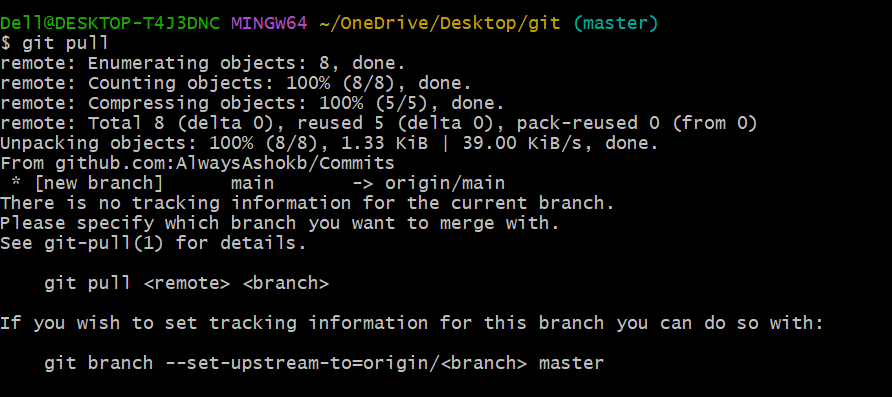 Dell@DESKTOP-T4J3DNC MINGW64 ~/OneDrive/Desktop/git (master)
$ git pull
remote: Enumerating objects: 8, done.
remote: Counting objects: 100% (8/8), done.
remote: Compressing objects: 100% (5/5), done.
remote: Total 8 (delta 0), reused 5 (delta 0), pack-reused 0 (from 0)
Unpacking objects: 100% (8/8), 1.33 KiB | 39.00 KiB/s, done.
From github.com:AlwaysAshokb/Commits
 * [new branch]      main       -> origin/main
There is no tracking information for the current branch.
Please specify which branch you want to merge with.
See git-pull(1) for details.

    git pull <remote> <branch>

If you wish to set tracking information for this branch you can do so with:

    git branch --set-upstream-to=origin/<branch> master